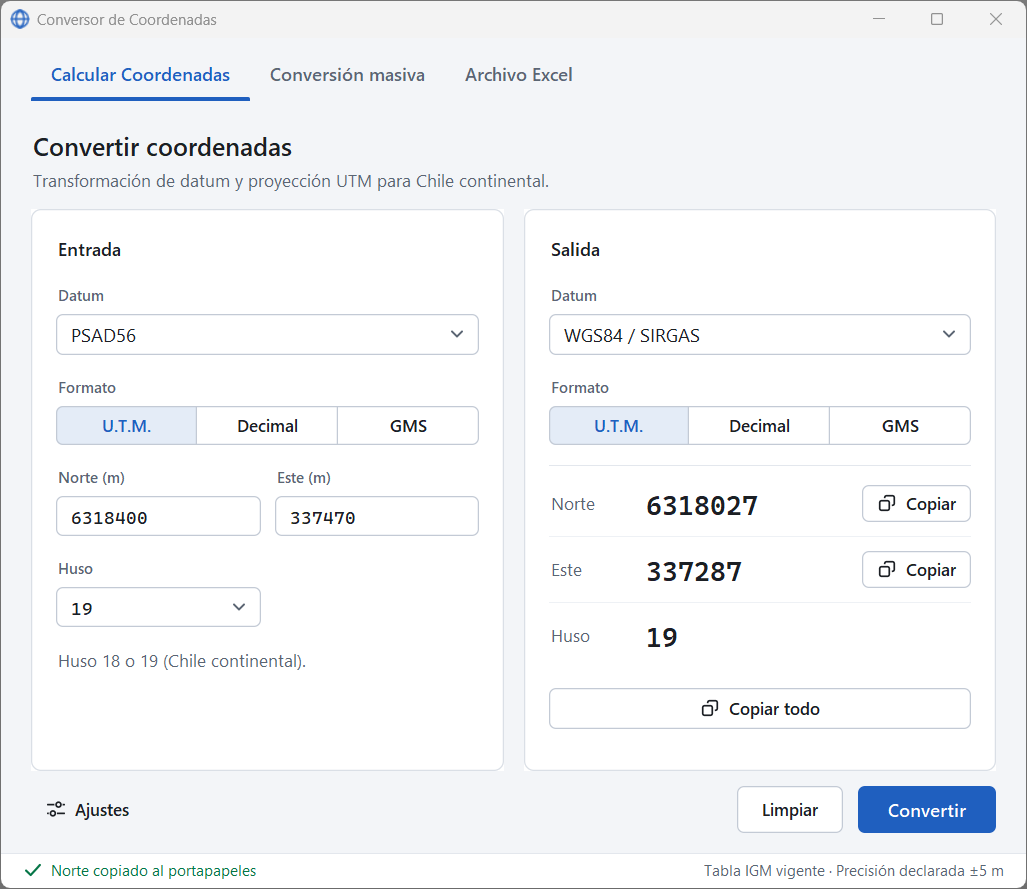 Conversor de Coordenadas
Calcular Coordenadas Conversión masiva Archivo Excel
Convertir coordenadas
Transformación de datum y proyección UTM para Chile continental.
Entrada
Datum
PSAD56
Formato
U.T.M. Decimal GMS
Norte (m) Este (m)
6318400 337470
Huso
19
Huso 18 o 19 (Chile continental).
Salida
Datum
WGS84 / SIRGAS
Formato
U.T.M. Decimal GMS
Norte 6318027 Copiar
Este 337287 Copiar
Huso 19
Copiar todo
Ajustes Limpiar Convertir
Norte copiado al portapapeles Tabla IGM vigente · Precisión declarada ±5 m